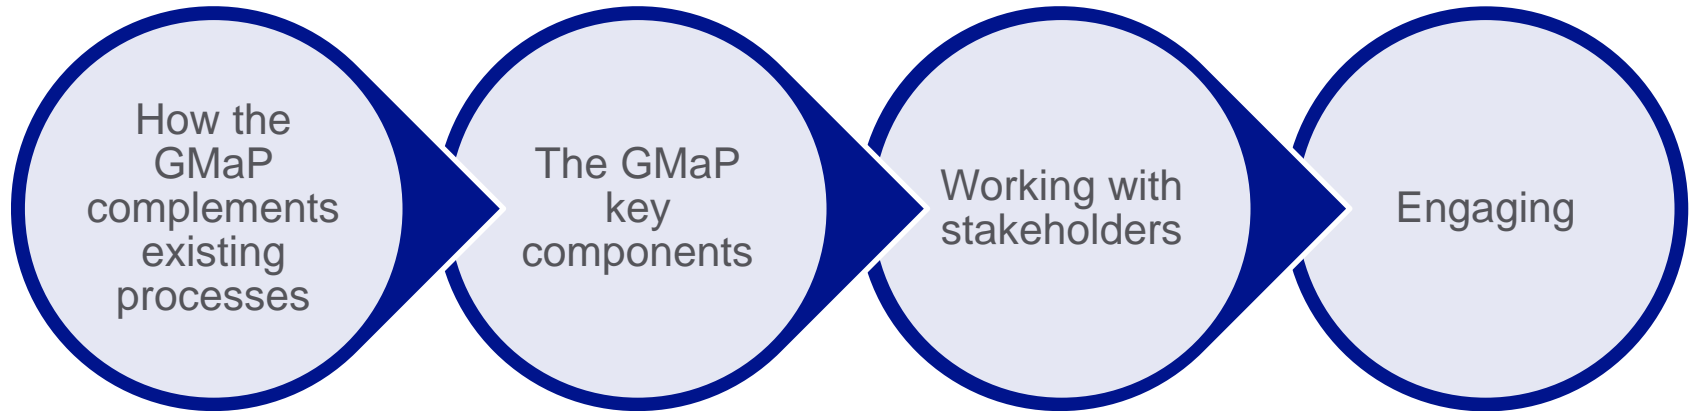 How the
GMaP
complements
existing
processes
The GMaP
key
components
Working with
stakeholders
Engaging